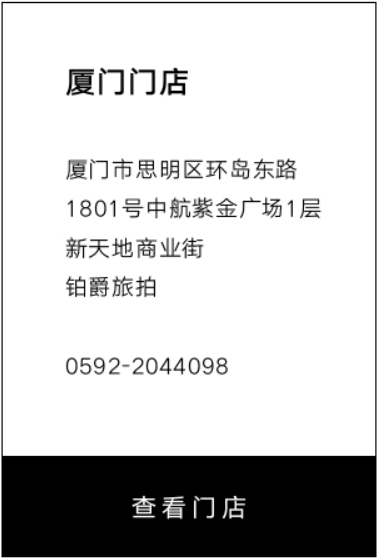 厦门门店
厦门市思明区环岛东路
1801号中航紫金广场1层
新天地商业街
铂爵旅拍
0592-2044098
查看门店